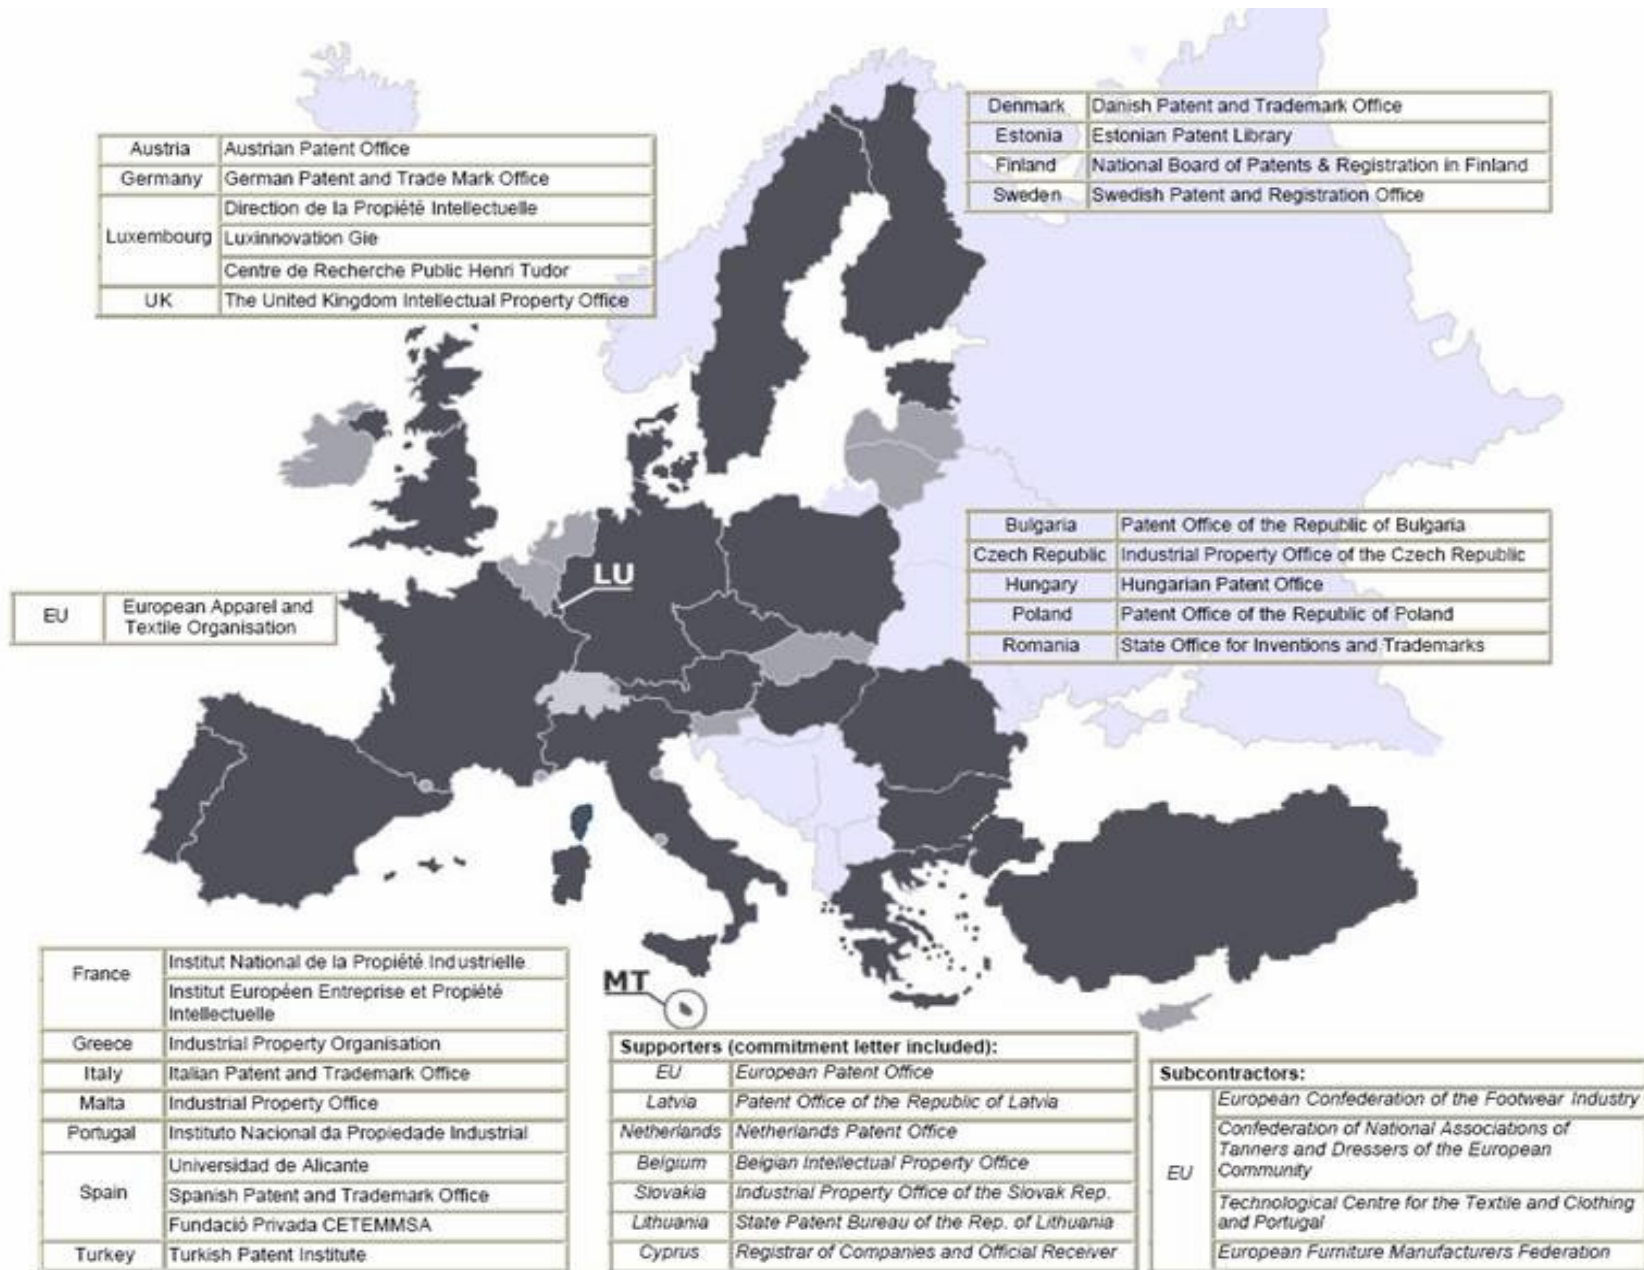 Austria Austrian Patent Office
Germany German Patent and Trade Mark Office
Luxembourg Direction de la Propiété Intellectuelle
Luxinnovation Gie
Centre de Recherche Public Henri Tudor
UK The United Kingdom Intellectual Property Office
Denmark Danish Patent and Trademark Office
Estonia Estonian Patent Library
Finland National Board of Patents & Registration in Finland
Sweden Swedish Patent and Registration Office
Bulgaria Patent Office of the Republic of Bulgaria
Czech Republic Industrial Property Office of the Czech Republic
Hungary Hungarian Patent Office
Poland Patent Office of the Republic of Poland
Romania State Office for Inventions and Trademarks
LU
EU European Apparel and
Textile Organisation
MT
France Institut National de la Propiété Industrielle
Institut Européen Entreprise et Propiété
Intellectuelle
Greece Industrial Property Organisation
Italy Italian Patent and Trademark Office
Malta Industrial Property Office
Portugal Instituto Nacional da Propiedade Industrial
Spain Universidad de Alicante
Spanish Patent and Trademark Office
Fundació Privada CETEMMSA
Turkey Turkish Patent Institute
Supporters (commitment letter included):
EU European Patent Office
Latvia Patent Office of the Republic of Latvia
Netherlands Netherlands Patent Office
Belgium Belgian Intellectual Property Office
Slovakia Industrial Property Office of the Slovak Rep.
Lithuania State Patent Bureau of the Rep. of Lithuania
Cyprus Registrar of Companies and Official Receiver
Subcontractors:
EU European Confederation of the Footwear Industry
Confederation of National Associations of
Tanners and Dressers of the European
Community
Technological Centre for the Textile and Clothing
and Portugal
European Furniture Manufacturers Federation